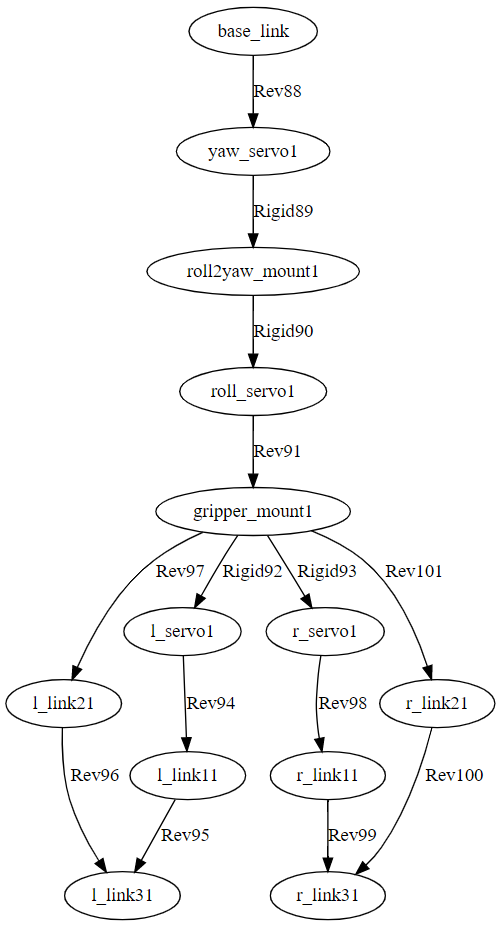 base_link
Rev88
yaw_servo1
Rigid89
roll2yaw_mount1
Rigid90
roll_servo1
Rev91
gripper_mount1
Rev97 Rigid92 Rigid93 Rev101
l_servo1 r_servo1
l_link21 Rev94 Rev98 r_link21
Rev96 l_link11 r_link11 Rev100
Rev95 Rev99
l_link31 r_link31